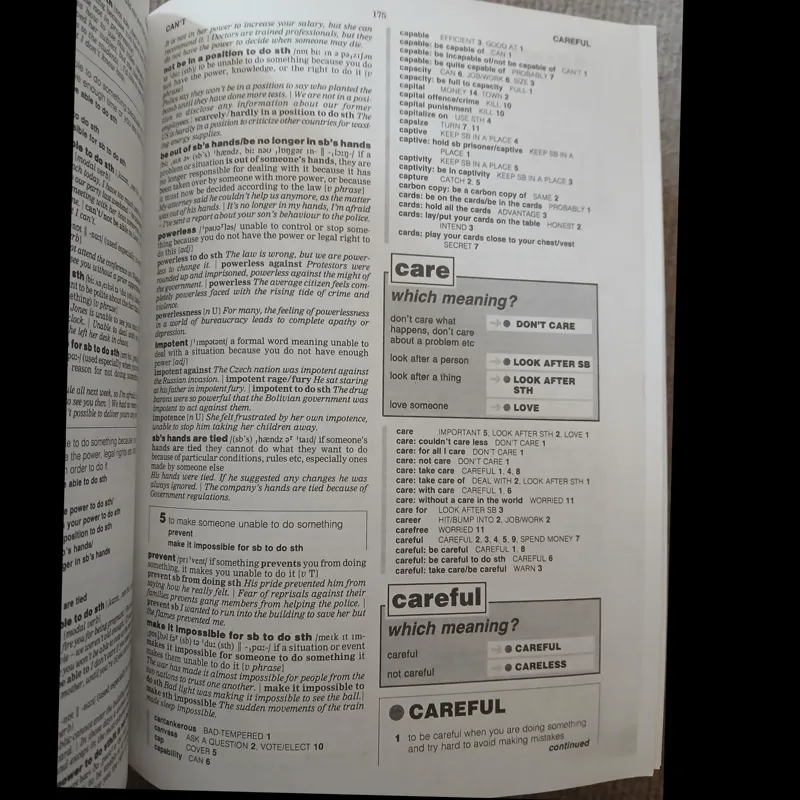 CAN'T
175
CAREFUL
It is not in her power to increase your salary, but she can
recommend it. | Doctors are trained professionals, but they
do not have the power to decide when someone may die.
not be in a position to do sth
to be unable to do something because you do
not have the power, knowledge, or the right to do it [v
phrase]
Police say they won't be in a position to say who planted the
bomb until they have done more tests. | We are not in a posi-
tion to disclose any information about our former
employees. | scarcely/hardly in a position to do sth The
US is hardly in a position to criticize other countries for wast-
ing energy supplies.
be out of sb's hands/be no longer in sb's hands
if a
problem or situation is out of someone's hands, they are
no longer responsible for dealing with it because it has
been taken over by someone with more power, or because
it must now be decided according to the law [v phrase]
My attorney said he couldn't help us anymore, as the matter
was out of his hands. | It's no longer in my hands, I'm afraid
– I've sent a report about your son's behaviour to the police.
powerless /ˈpaʊəʳləs/ unable to control or stop some-
thing because you do not have the power or legal right to
do this [adj]
powerless to do sth The law is wrong, but we are power-
less to change it. | powerless against Protestors were
rounded up and imprisoned, powerless against the might of
the government. | powerless The average citizen feels com-
pletely powerless faced with the rising tide of crime and
violence.
powerlessness [n U] For many, the feeling of powerlessness
in a world of bureaucracy leads to complete apathy or
depression.
impotent /ˈɪmpətənt/ a formal word meaning unable to
deal with a situation because you do not have enough
power [adj]
impotent against The Czech nation was impotent against
the Russian invasion. | impotent rage/fury He sat staring
at his father in impotent fury. | impotent to do sth The drug
barons were so powerful that the Bolivian government was
impotent to act against them.
impotence [n U] She felt frustrated by her own impotence,
unable to stop him taking her children away.
sb's hands are tied /(sb's) ˌhændz əʳ ˈtaɪd/ if someone's
hands are tied they cannot do what they want to do
because of particular conditions, rules etc, especially ones
made by someone else
His hands were tied. If he suggested any changes he was
always ignored. | The company's hands are tied because of
Government regulations.
5 to make someone unable to do something
prevent
make it impossible for sb to do sth
prevent /prɪˈvent/ if something prevents you from doing
something, it makes you unable to do it [v T]
prevent sb from doing sth His pride prevented him from
saying how he really felt. | Fear of reprisals against their
families prevents gang members from helping the police. |
prevent sb I wanted to run into the building to save her but
the flames prevented me.
make it impossible for sb to do sth /meɪk ɪt ɪm-
if a situation or event
makes it impossible for someone to do something it
makes them unable to do it [v phrase]
The war has made it almost impossible for people from the
two nations to trust one another. | make it impossible to
do sth Bad light was making it impossible to see the ball. |
make sth impossible The sudden movements of the train
made sleep impossible.
cantankerous BAD-TEMPERED 1
canvass ASK A QUESTION 2, VOTE/ELECT 10
cap COVER 5
capability CAN 6
capable EFFICIENT 3, GOOD AT 1
capable: be capable of CAN 1
capable: be incapable of/not be capable of CAN'T 1
capable: be quite capable of PROBABLY 7
capacity CAN 6, JOB/WORK 6, SIZE 3
capacity: be full to capacity FULL 1
capital MONEY 14, TOWN 2
capital offence/crime KILL 10
capital punishment KILL 10
capitalize on USE STH 4
capsize TURN 7, 11
captive KEEP SB IN A PLACE 4
captive: hold sb prisoner/captive KEEP SB IN A
PLACE 1
captivity KEEP SB IN A PLACE 5
captivity: be in captivity KEEP SB IN A PLACE 3
capture CATCH 2, 5
carbon copy: be a carbon copy of SAME 2
cards: be on the cards/be in the cards PROBABLY 1
cards: hold all the cards ADVANTAGE 3
cards: lay/put your cards on the table HONEST 2,
INTEND 3
cards: play your cards close to your chest/vest
SECRET 7
care
which meaning?
don't care what
happens, don't care
about a problem etc
DON'T CARE
look after a person
LOOK AFTER SB
look after a thing
LOOK AFTER
STH
love someone
LOVE
care IMPORTANT 5, LOOK AFTER STH 2, LOVE 1
care: couldn't care less DON'T CARE 1
care: for all I care DON'T CARE 1
care: not care DON'T CARE 1
care: take care CAREFUL 1, 4, 8
care: take care of DEAL WITH 2, LOOK AFTER STH 1
care: with care CAREFUL 1, 6
care: without a care in the world WORRIED 11
care for LOOK AFTER SB 3
career HIT/BUMP INTO 2, JOB/WORK 2
carefree WORRIED 11
careful CAREFUL 2, 3, 4, 5, 9, SPEND MONEY 7
careful: be careful CAREFUL 1, 8
careful: be careful to do sth CAREFUL 6
careful: take care/be careful WARN 3
careful
which meaning?
careful
CAREFUL
not careful
CARELESS
CAREFUL
1 to be careful when you are doing something
and try hard to avoid making mistakes
continued